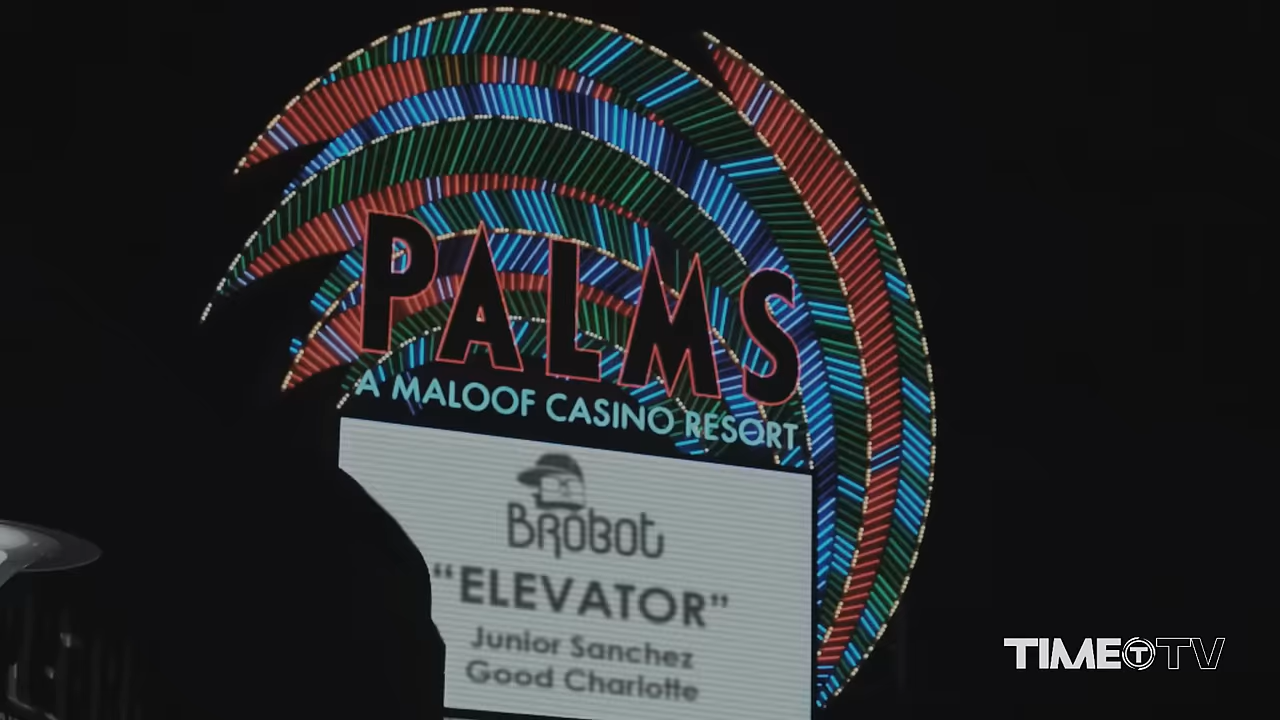 PALMS
A MALOOF CASINO RESORT
BROBOT
"ELEVATOR"
Junior Sanchez
Good Charlotte
TIME T TV